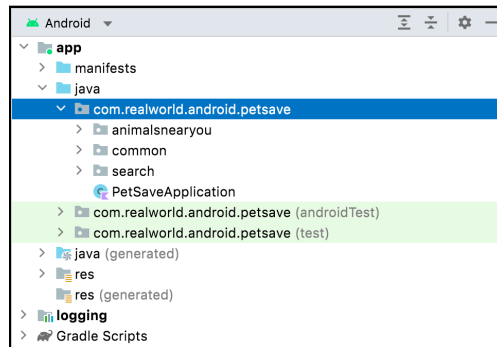 Android
app
manifests
java
com.realworld.android.petsave
animalsnearyou
common
search
PetSaveApplication
com.realworld.android.petsave (androidTest)
com.realworld.android.petsave (test)
java (generated)
res
res (generated)
logging
Gradle Scripts